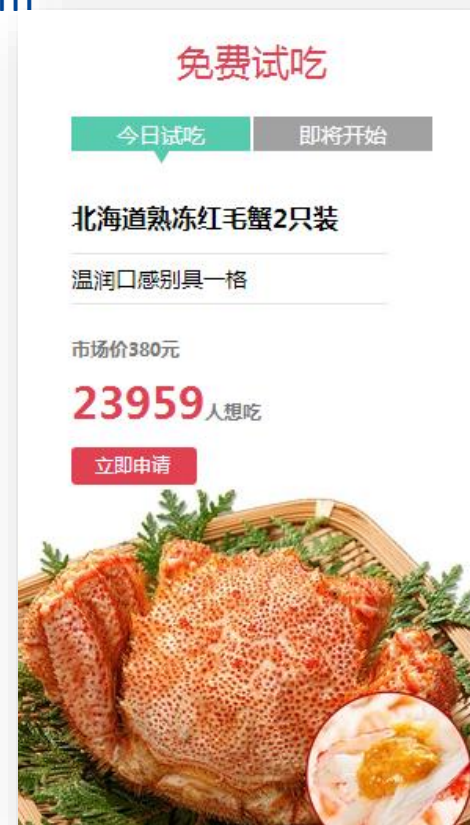 免费试吃
今日试吃 即将开始
北海道熟冻红毛蟹2只装
温润口感别具一格
市场价380元
23959人想吃
立即申请